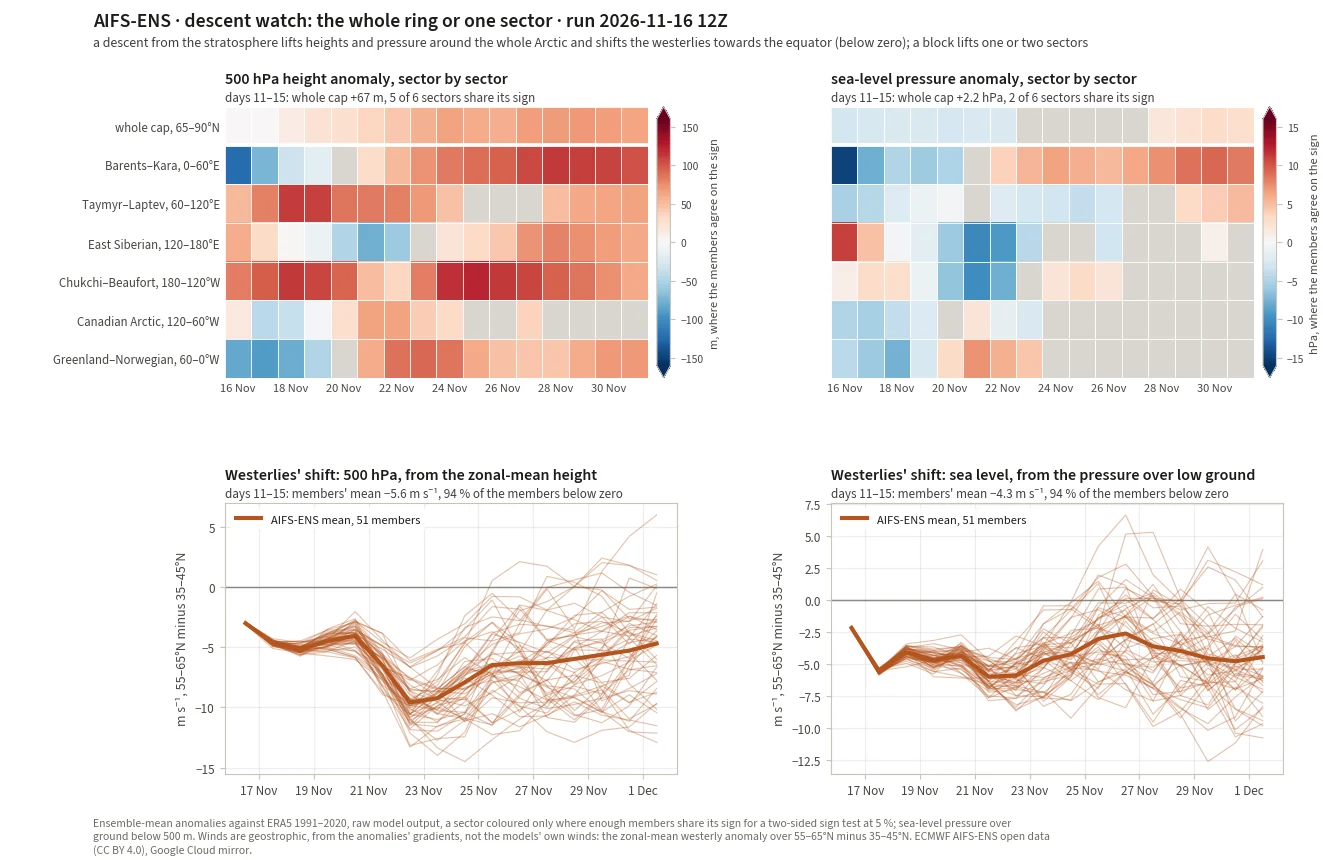 AIFS-ENS · descent watch: the whole ring or one sector · run 2026-11-16 12Z
a descent from the stratosphere lifts heights and pressure around the whole Arctic and shifts the westerlies towards the equator (below zero); a block lifts one or two sectors
500 hPa height anomaly, sector by sector
days 11–15: whole cap +67 m, 5 of 6 sectors share its sign
whole cap, 65–90°N
Barents–Kara, 0–60°E
Taymyr–Laptev, 60–120°E
East Siberian, 120–180°E
Chukchi–Beaufort, 180–120°W
Canadian Arctic, 120–60°W
Greenland–Norwegian, 60–0°W
16 Nov 18 Nov 20 Nov 22 Nov 24 Nov 26 Nov 28 Nov 30 Nov
150
100
50
0
−50
−100
−150
m, where the members agree on the sign
sea-level pressure anomaly, sector by sector
days 11–15: whole cap +2.2 hPa, 2 of 6 sectors share its sign
16 Nov 18 Nov 20 Nov 22 Nov 24 Nov 26 Nov 28 Nov 30 Nov
15
10
5
0
−5
−10
−15
hPa, where the members agree on the sign
Westerlies' shift: 500 hPa, from the zonal-mean height
days 11–15: members' mean −5.6 m s⁻¹, 94 % of the members below zero
AIFS-ENS mean, 51 members
m s⁻¹, 55–65°N minus 35–45°N
5
0
−5
−10
−15
17 Nov 19 Nov 21 Nov 23 Nov 25 Nov 27 Nov 29 Nov 1 Dec
Westerlies' shift: sea level, from the pressure over low ground
days 11–15: members' mean −4.3 m s⁻¹, 94 % of the members below zero
AIFS-ENS mean, 51 members
m s⁻¹, 55–65°N minus 35–45°N
7.5
5.0
2.5
0.0
−2.5
−5.0
−7.5
−10.0
−12.5
17 Nov 19 Nov 21 Nov 23 Nov 25 Nov 27 Nov 29 Nov 1 Dec
Ensemble-mean anomalies against ERA5 1991–2020, raw model output, a sector coloured only where enough members share its sign for a two-sided sign test at 5 %; sea-level pressure over
ground below 500 m. Winds are geostrophic, from the anomalies' gradients, not the models' own winds: the zonal-mean westerly anomaly over 55–65°N minus 35–45°N. ECMWF AIFS-ENS open data
(CC BY 4.0), Google Cloud mirror.